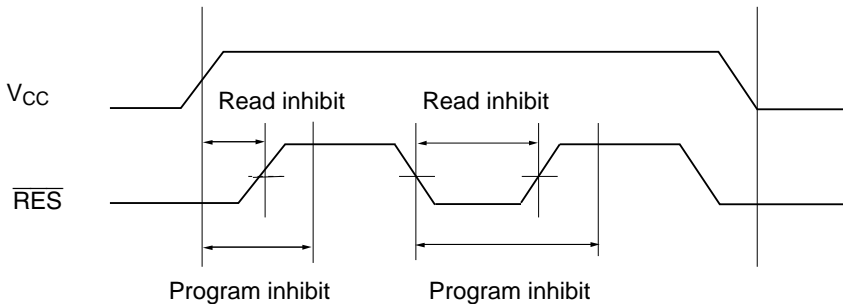 VCC
Read inhibit Read inhibit
RES
Program inhibit Program inhibit